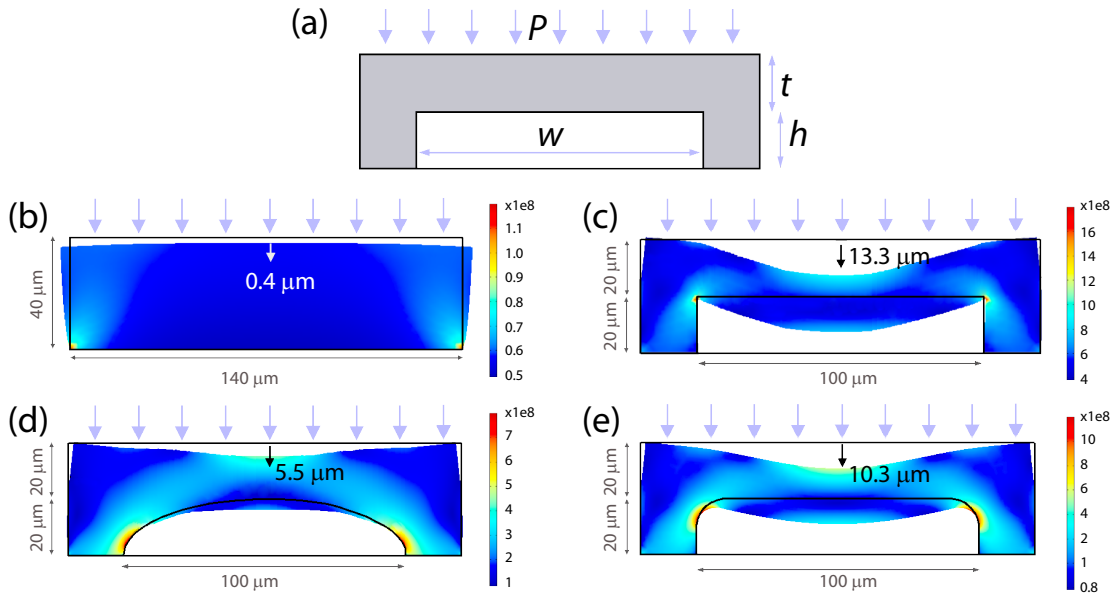 (a)
P
t
w
h
(b)
40 µm
0.4 µm
140 µm
x1e8
1.1
1.0
0.9
0.8
0.7
0.6
0.5
(c)
20 µm
20 µm
13.3 µm
100 µm
x1e8
16
14
12
10
8
6
4
(d)
20 µm
20 µm
5.5 µm
100 µm
x1e8
7
6
5
4
3
2
1
(e)
20 µm
20 µm
10.3 µm
100 µm
x1e8
10
10
8
6
4
2
0.8